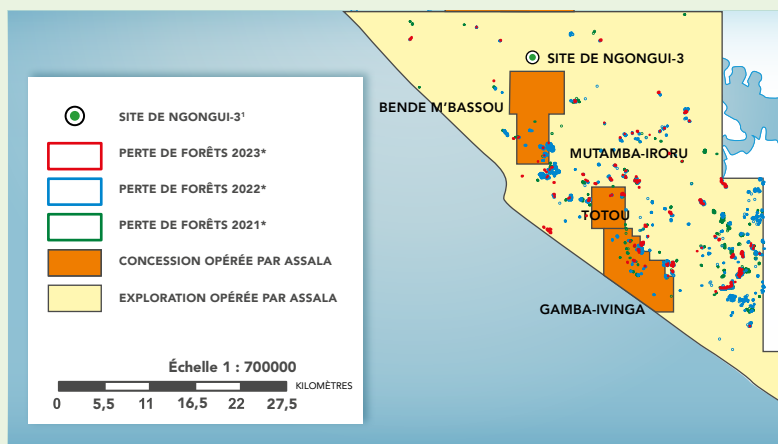 SITE DE NGONGUI-3
BENDE M'BASSOU
MUTAMBA-IRORU
TOTOU
GAMBA-IVINGA
SITE DE NGONGUI-3¹
PERTE DE FORÊTS 2023*
PERTE DE FORÊTS 2022*
PERTE DE FORÊTS 2021*
CONCESSION OPÉRÉE PAR ASSALA
EXPLORATION OPÉRÉE PAR ASSALA
Échelle 1 : 700000
KILOMÈTRES
0 5,5 11 16,5 22 27,5